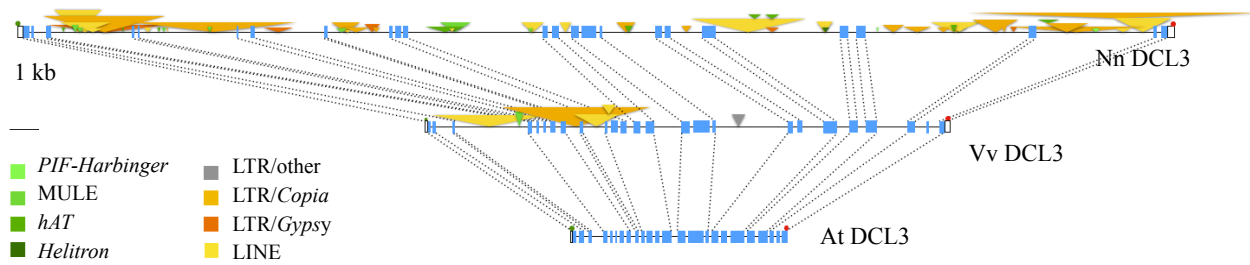 Nn DCL3
1 kb
Vv DCL3
PIF-Harbinger
LTR/other
MULE
LTR/Copia
hAT
LTR/Gypsy
Helitron
LINE
At DCL3